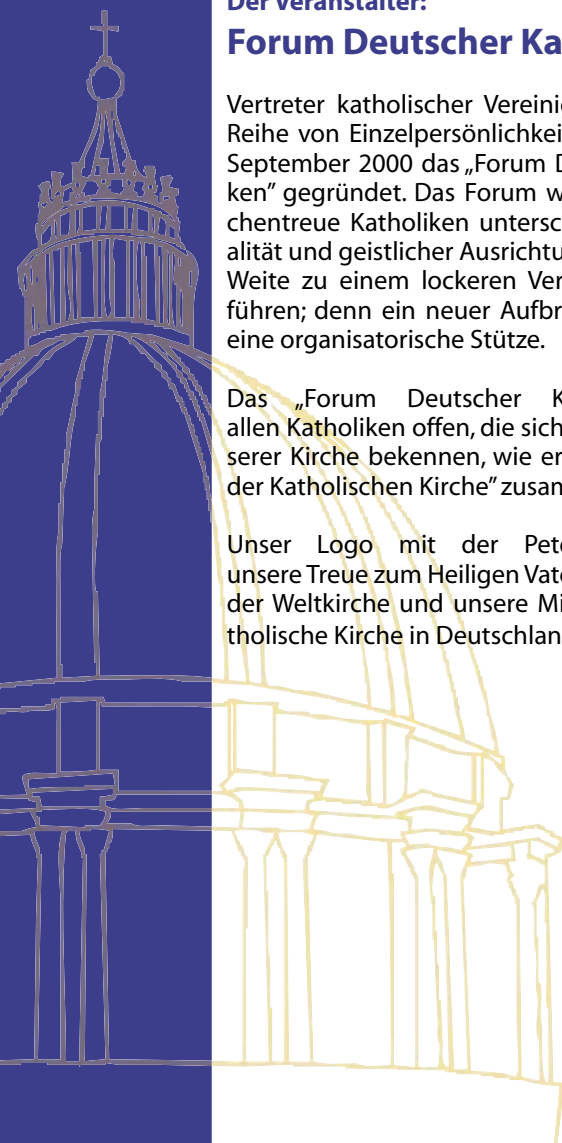 Der Veranstalter:
Forum Deutscher Ka
Vertreter katholischer Vereini
Reihe von Einzelpersönlichkei
September 2000 das „Forum D
ken” gegründet. Das Forum w
chentreue Katholiken untersc
alität und geistlicher Ausrichtu
Weite zu einem lockeren Ver
führen; denn ein neuer Aufbr
eine organisatorische Stütze.
Das „Forum Deutscher K
allen Katholiken offen, die sich
serer Kirche bekennen, wie er
der Katholischen Kirche” zusam
Unser Logo mit der Pete
unsere Treue zum Heiligen Vate
der Weltkirche und unsere Mi
tholische Kirche in Deutschlan